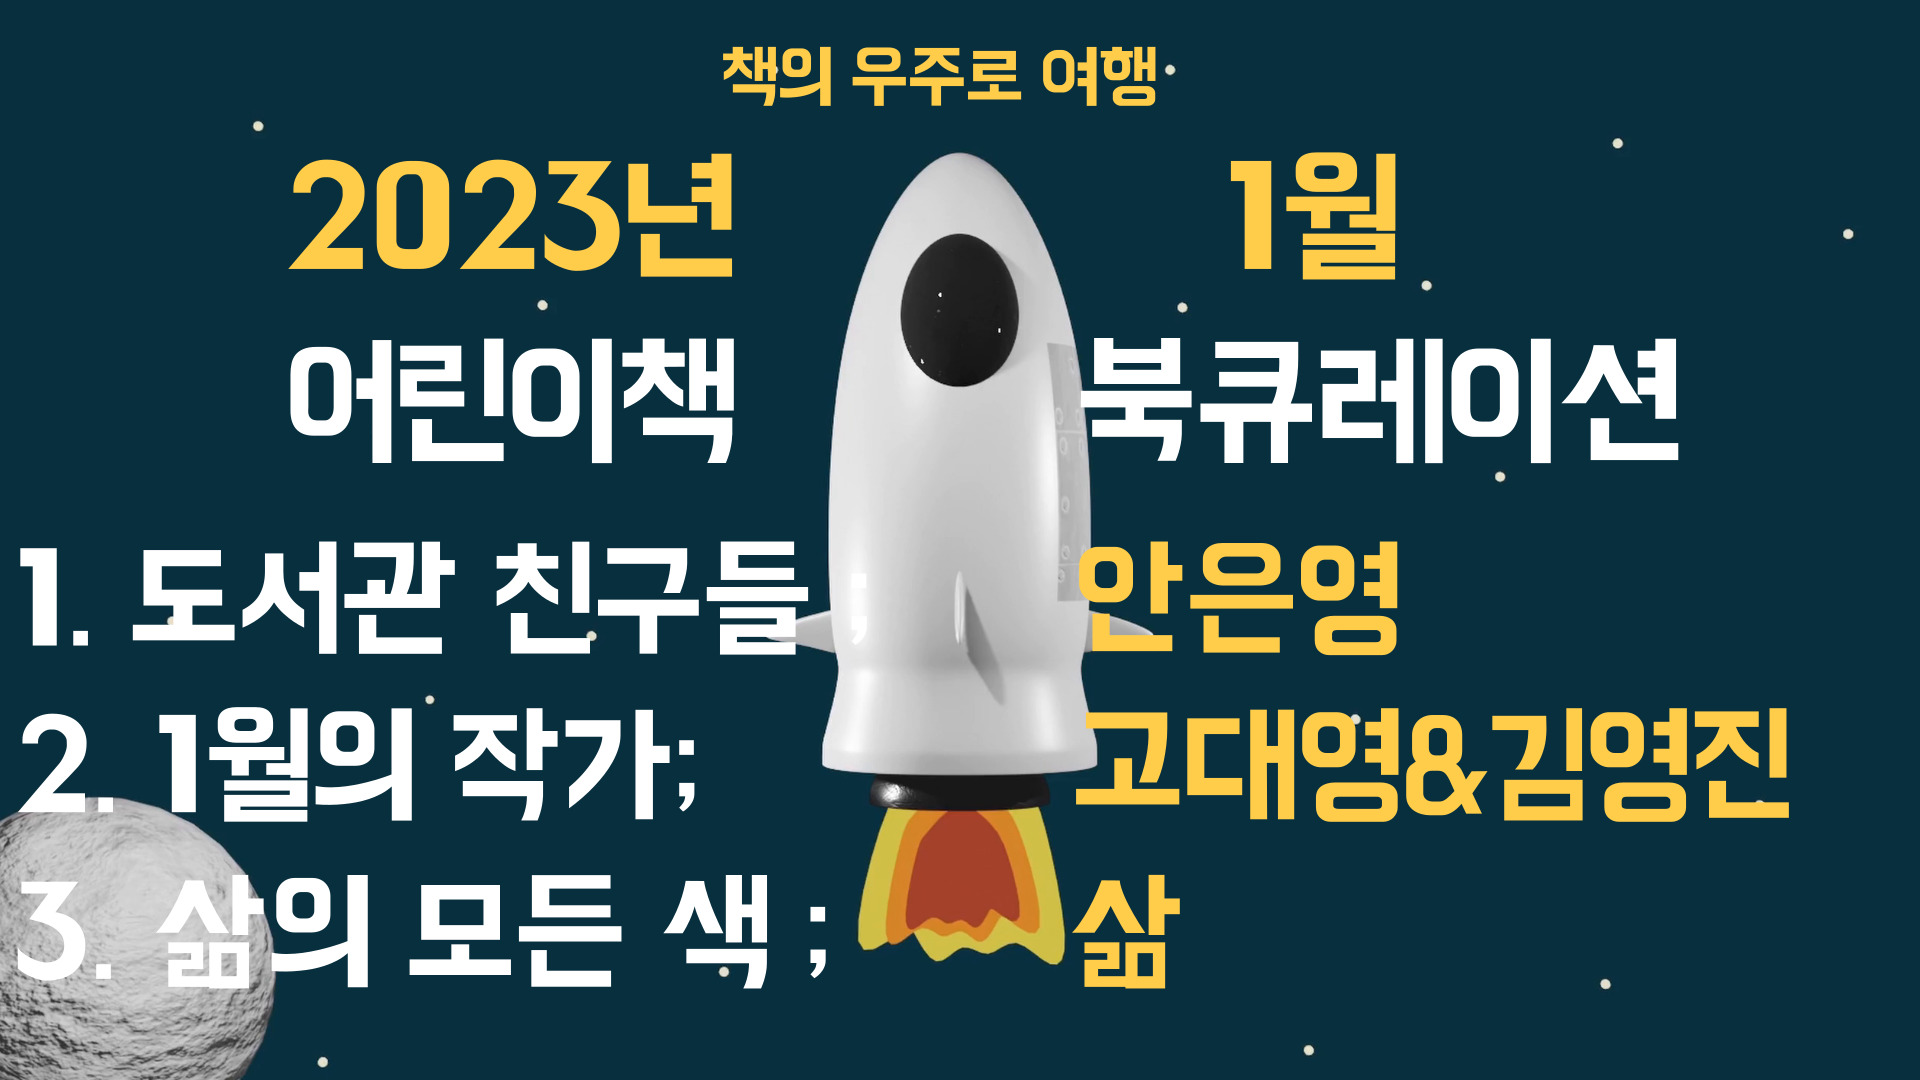 책의 우주로 여행
2023년 1월
어린이책 북큐레이션
1. 도서관 친구들 ; 안은영
2. 1월의 작가; 고대영&김영진
3. 삶의 모든 색 ; 삶